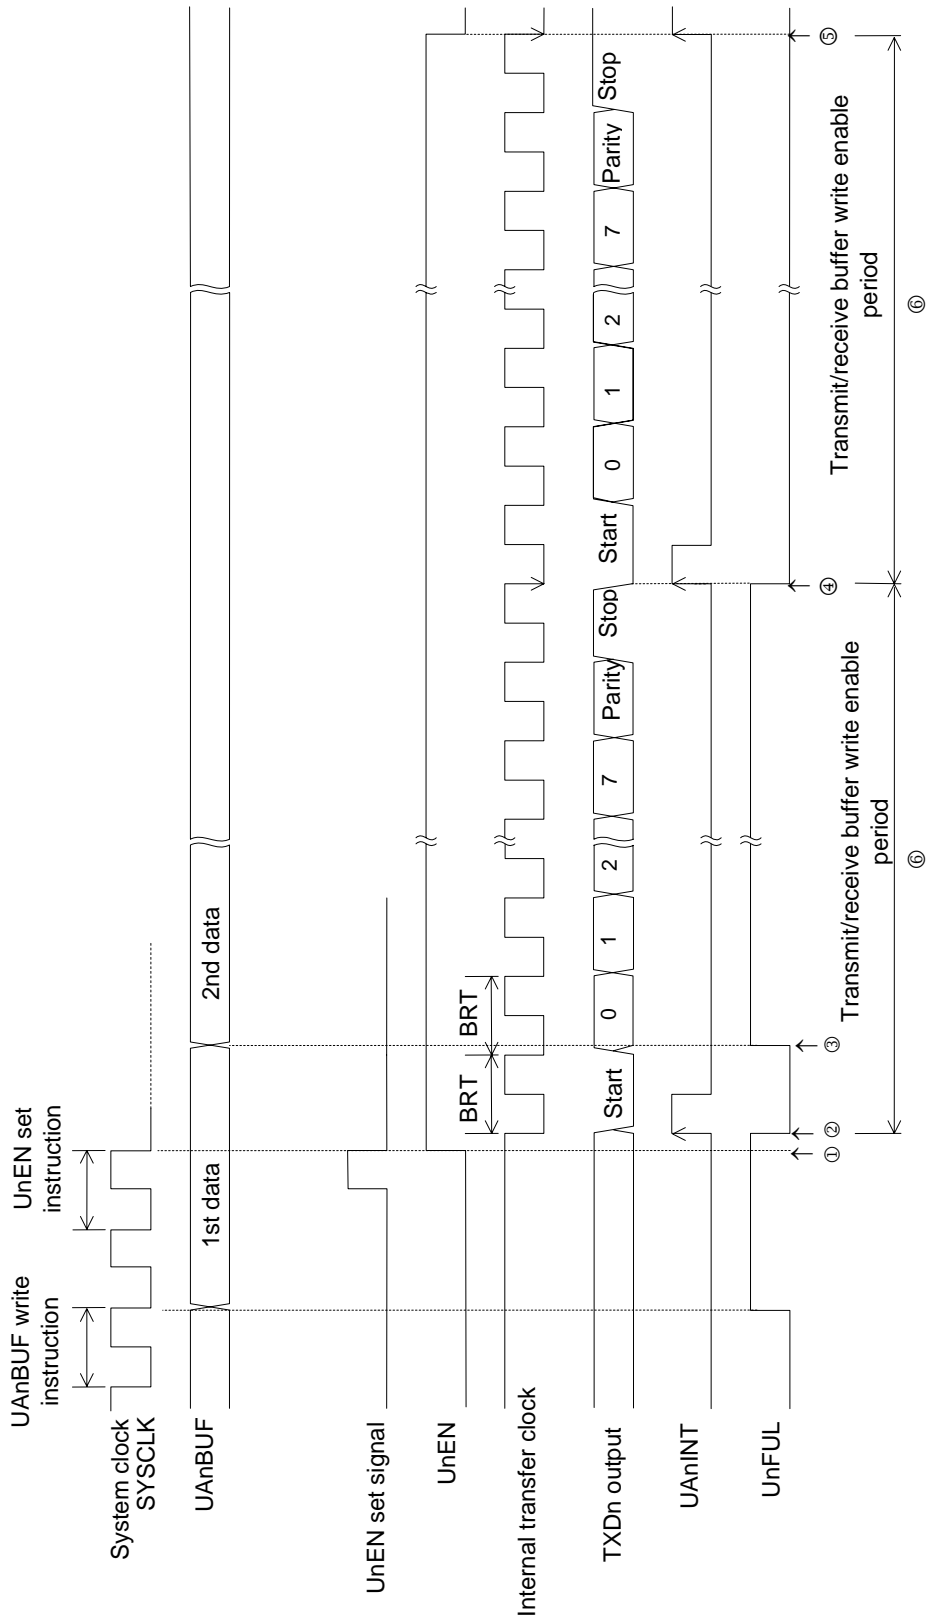 UAnBUF write
instruction
UnEN set
instruction
System clock
SYSCLK
UAnBUF
1st data
2nd data
UnEN set signal
UnEN
BRT
BRT
Internal transfer clock
TXDn output
Start
0
1
2
7
Parity
Stop
Start
0
1
2
7
Parity
Stop
UAnINT
UnFUL
①
②
③
④
⑤
Transmit/receive buffer write enable
period
⑥
Transmit/receive buffer write enable
period
⑥